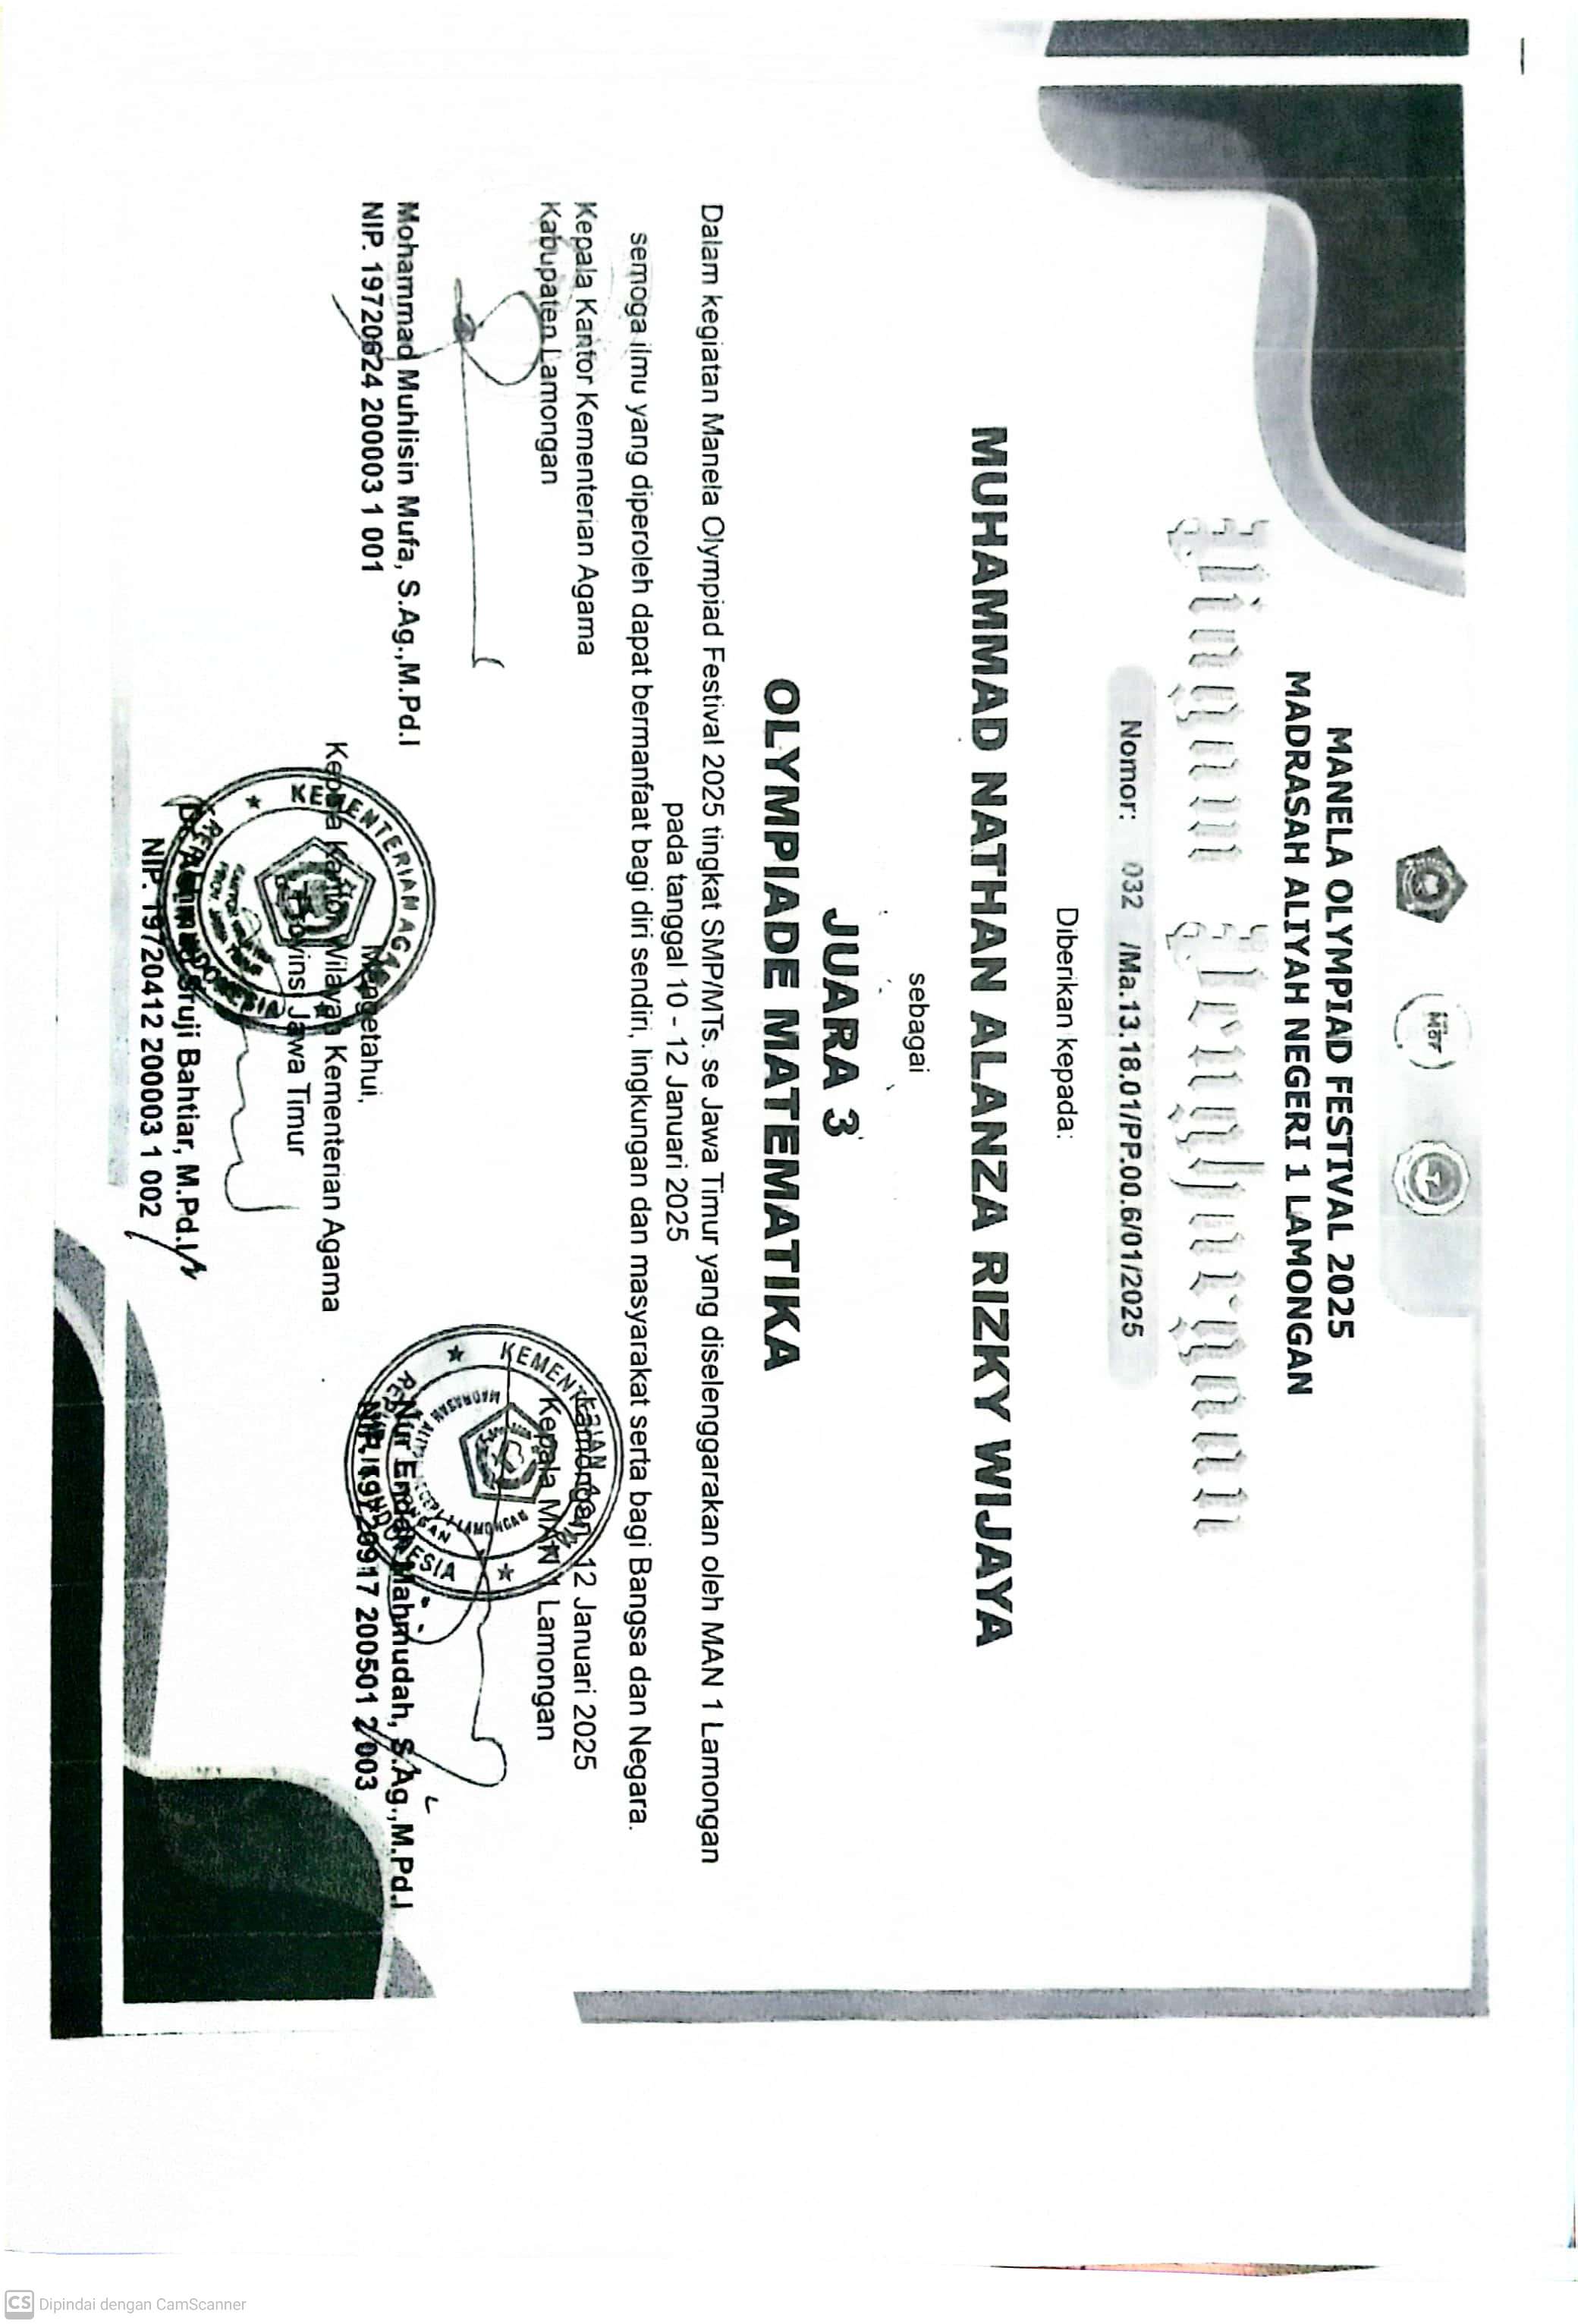 MANELA OLYMPIAD FESTIVAL 2025
MADRASAH ALIYAH NEGERI 1 LAMONGAN
Piagam Penghargaan
Nomor: 032 /Ma.13.18.01/PP.00.6/01/2025
Diberikan kepada:
MUHAMMAD NATHAN ALANZA RIZKY WIJAYA
sebagai
JUARA 3
OLYMPIADE MATEMATIKA
Dalam kegiatan Manela Olympiad Festival 2025 tingkat SMP/MTs. se Jawa Timur yang diselenggarakan oleh MAN 1 Lamongan
pada tanggal 10 - 12 Januari 2025
semoga ilmu yang diperoleh dapat bermanfaat bagi diri sendiri, lingkungan dan masyarakat serta bagi Bangsa dan Negara.
Kepala Kantor Kementerian Agama
Kabupaten Lamongan
Mohammad Muhlisin Mufa, S.Ag.,M.Pd.I
NIP. 19720624 200003 1 001
Lamongan, 12 Januari 2025
Kepala MAN 1 Lamongan
KEMENTERIAN AGAMA
REPUBLIK INDONESIA
Nur Endah Mahmudah, S.Ag.,M.Pd.I
NIP. 19720917 200501 2 003
Mengetahui,
Kepala Kantor Wilayah Kementerian Agama
Provinsi Jawa Timur
KEMENTERIAN AGAMA
REPUBLIK INDONESIA
Sruji Bahtiar, M.Pd.I
NIP. 19720412 200003 1 002
CS Dipindai dengan CamScanner